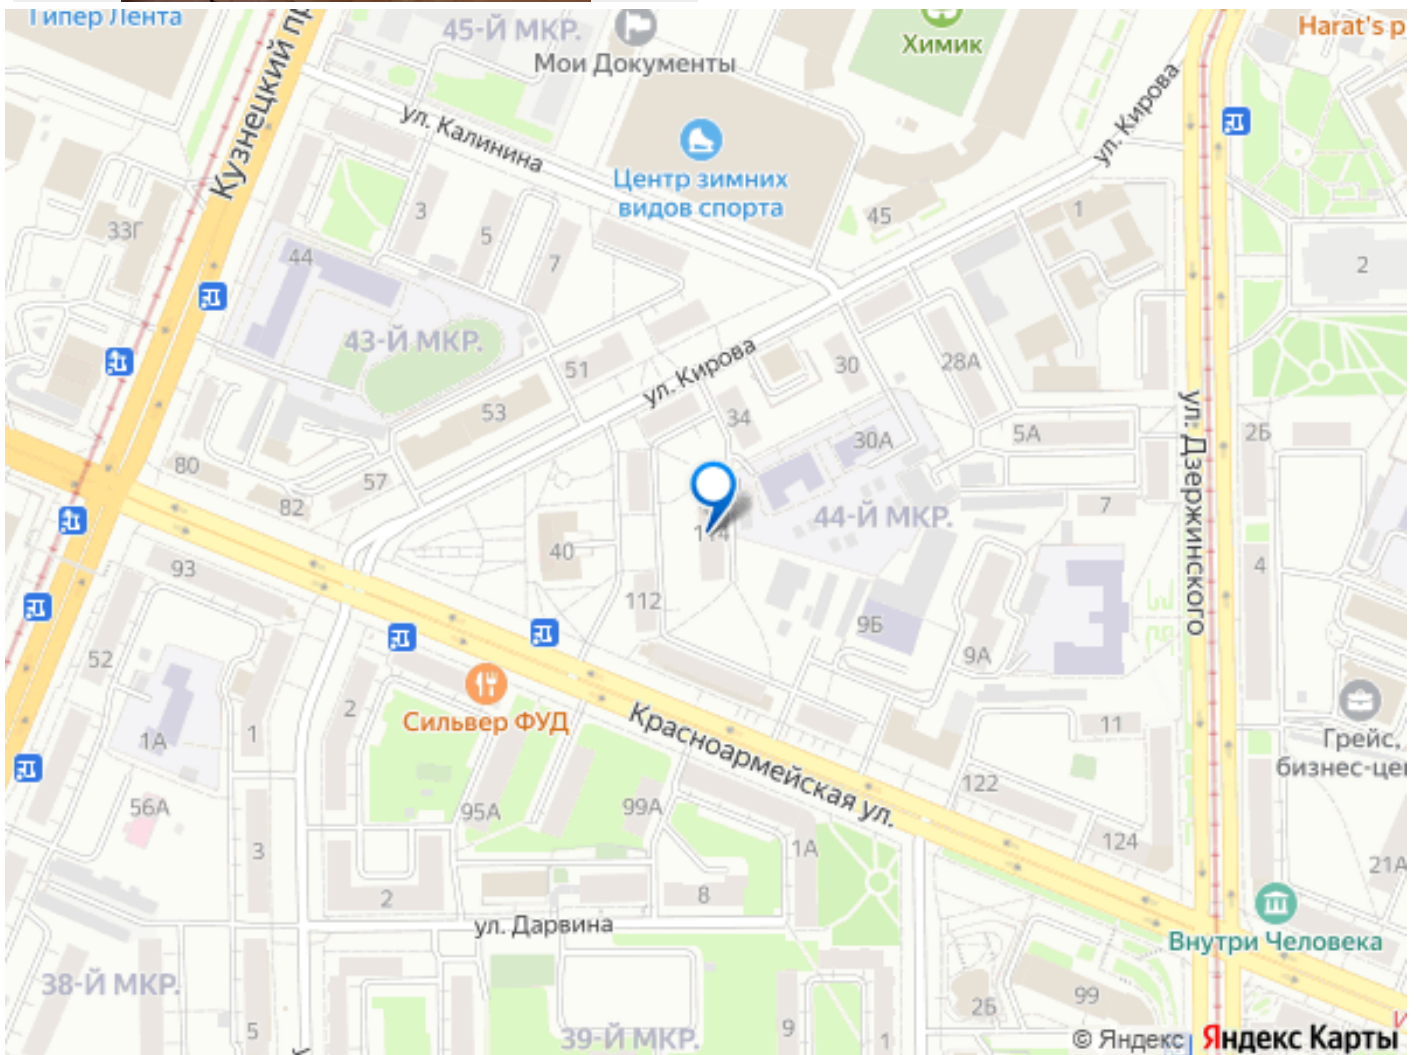 Гипер Лента
45-Й МКР.
Мои Документы
Химик
Harat's p
Кузнецкий пр
ул. Калинина
ул. Кирова
Центр зимних
видов спорта
33Г
3
5
7
44
45
1
2
43-Й МКР.
51
ул. Кирова
30
28А
53
34
30А
5А
2Б
ул. Дзержинского
80
57
82
40
114
44-Й МКР.
7
93
112
4
9Б
9А
52
2
Сильвер ФУД
Красноармейская ул.
11
1А
1
Грейс,
бизнес-цен
56А
95А
99А
122
124
3
1А
21А
2
8
ул. Дарвина
Внутри Человека
38-Й МКР.
39-Й МКР.
5
9
1
2Б
99
И
© Яндекс Яндекс Карты